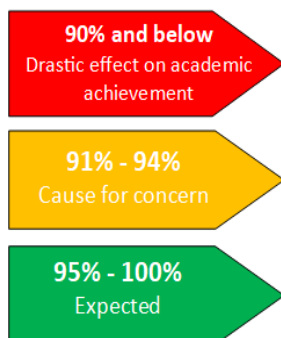 90% and below
Drastic effect on academic
achievement
91% - 94%
Cause for concern
95% - 100%
Expected